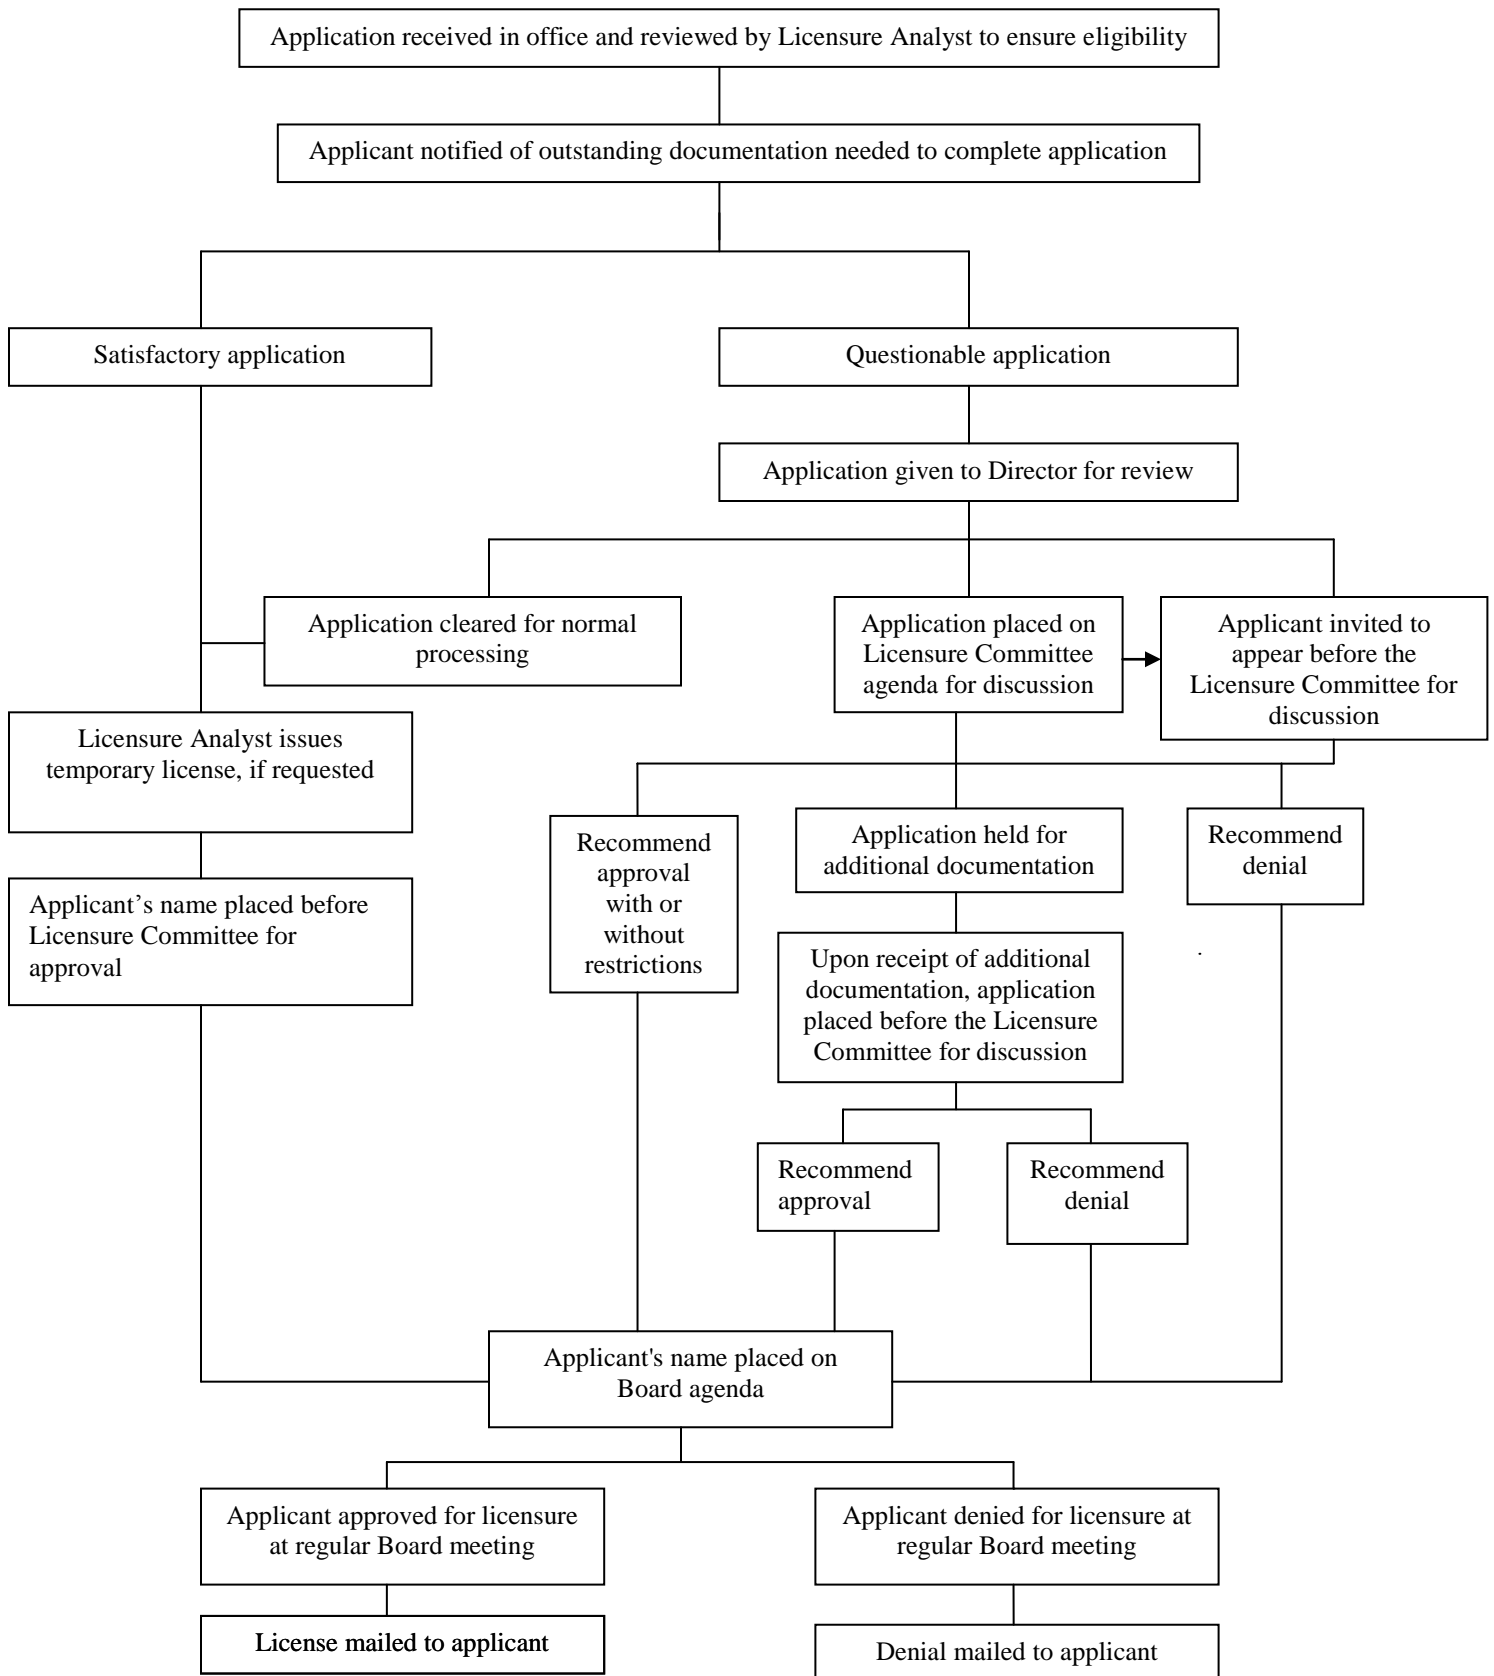 Application received in office and reviewed by Licensure Analyst to ensure eligibility
Applicant notified of outstanding documentation needed to complete application
Satisfactory application
Questionable application
Application given to Director for review
Application cleared for normal
processing
Application placed on
Licensure Committee
agenda for discussion
Applicant invited to
appear before the
Licensure Committee for
discussion
Licensure Analyst issues
temporary license, if requested
Recommend
approval
with or
without
restrictions
Application held for
additional documentation
Recommend
denial
Applicant’s name placed before
Licensure Committee for
approval
Upon receipt of additional
documentation, application
placed before the Licensure
Committee for discussion
.
Recommend
approval
Recommend
denial
Applicant's name placed on
Board agenda
Applicant approved for licensure
at regular Board meeting
Applicant denied for licensure at
regular Board meeting
License mailed to applicant
Denial mailed to applicant